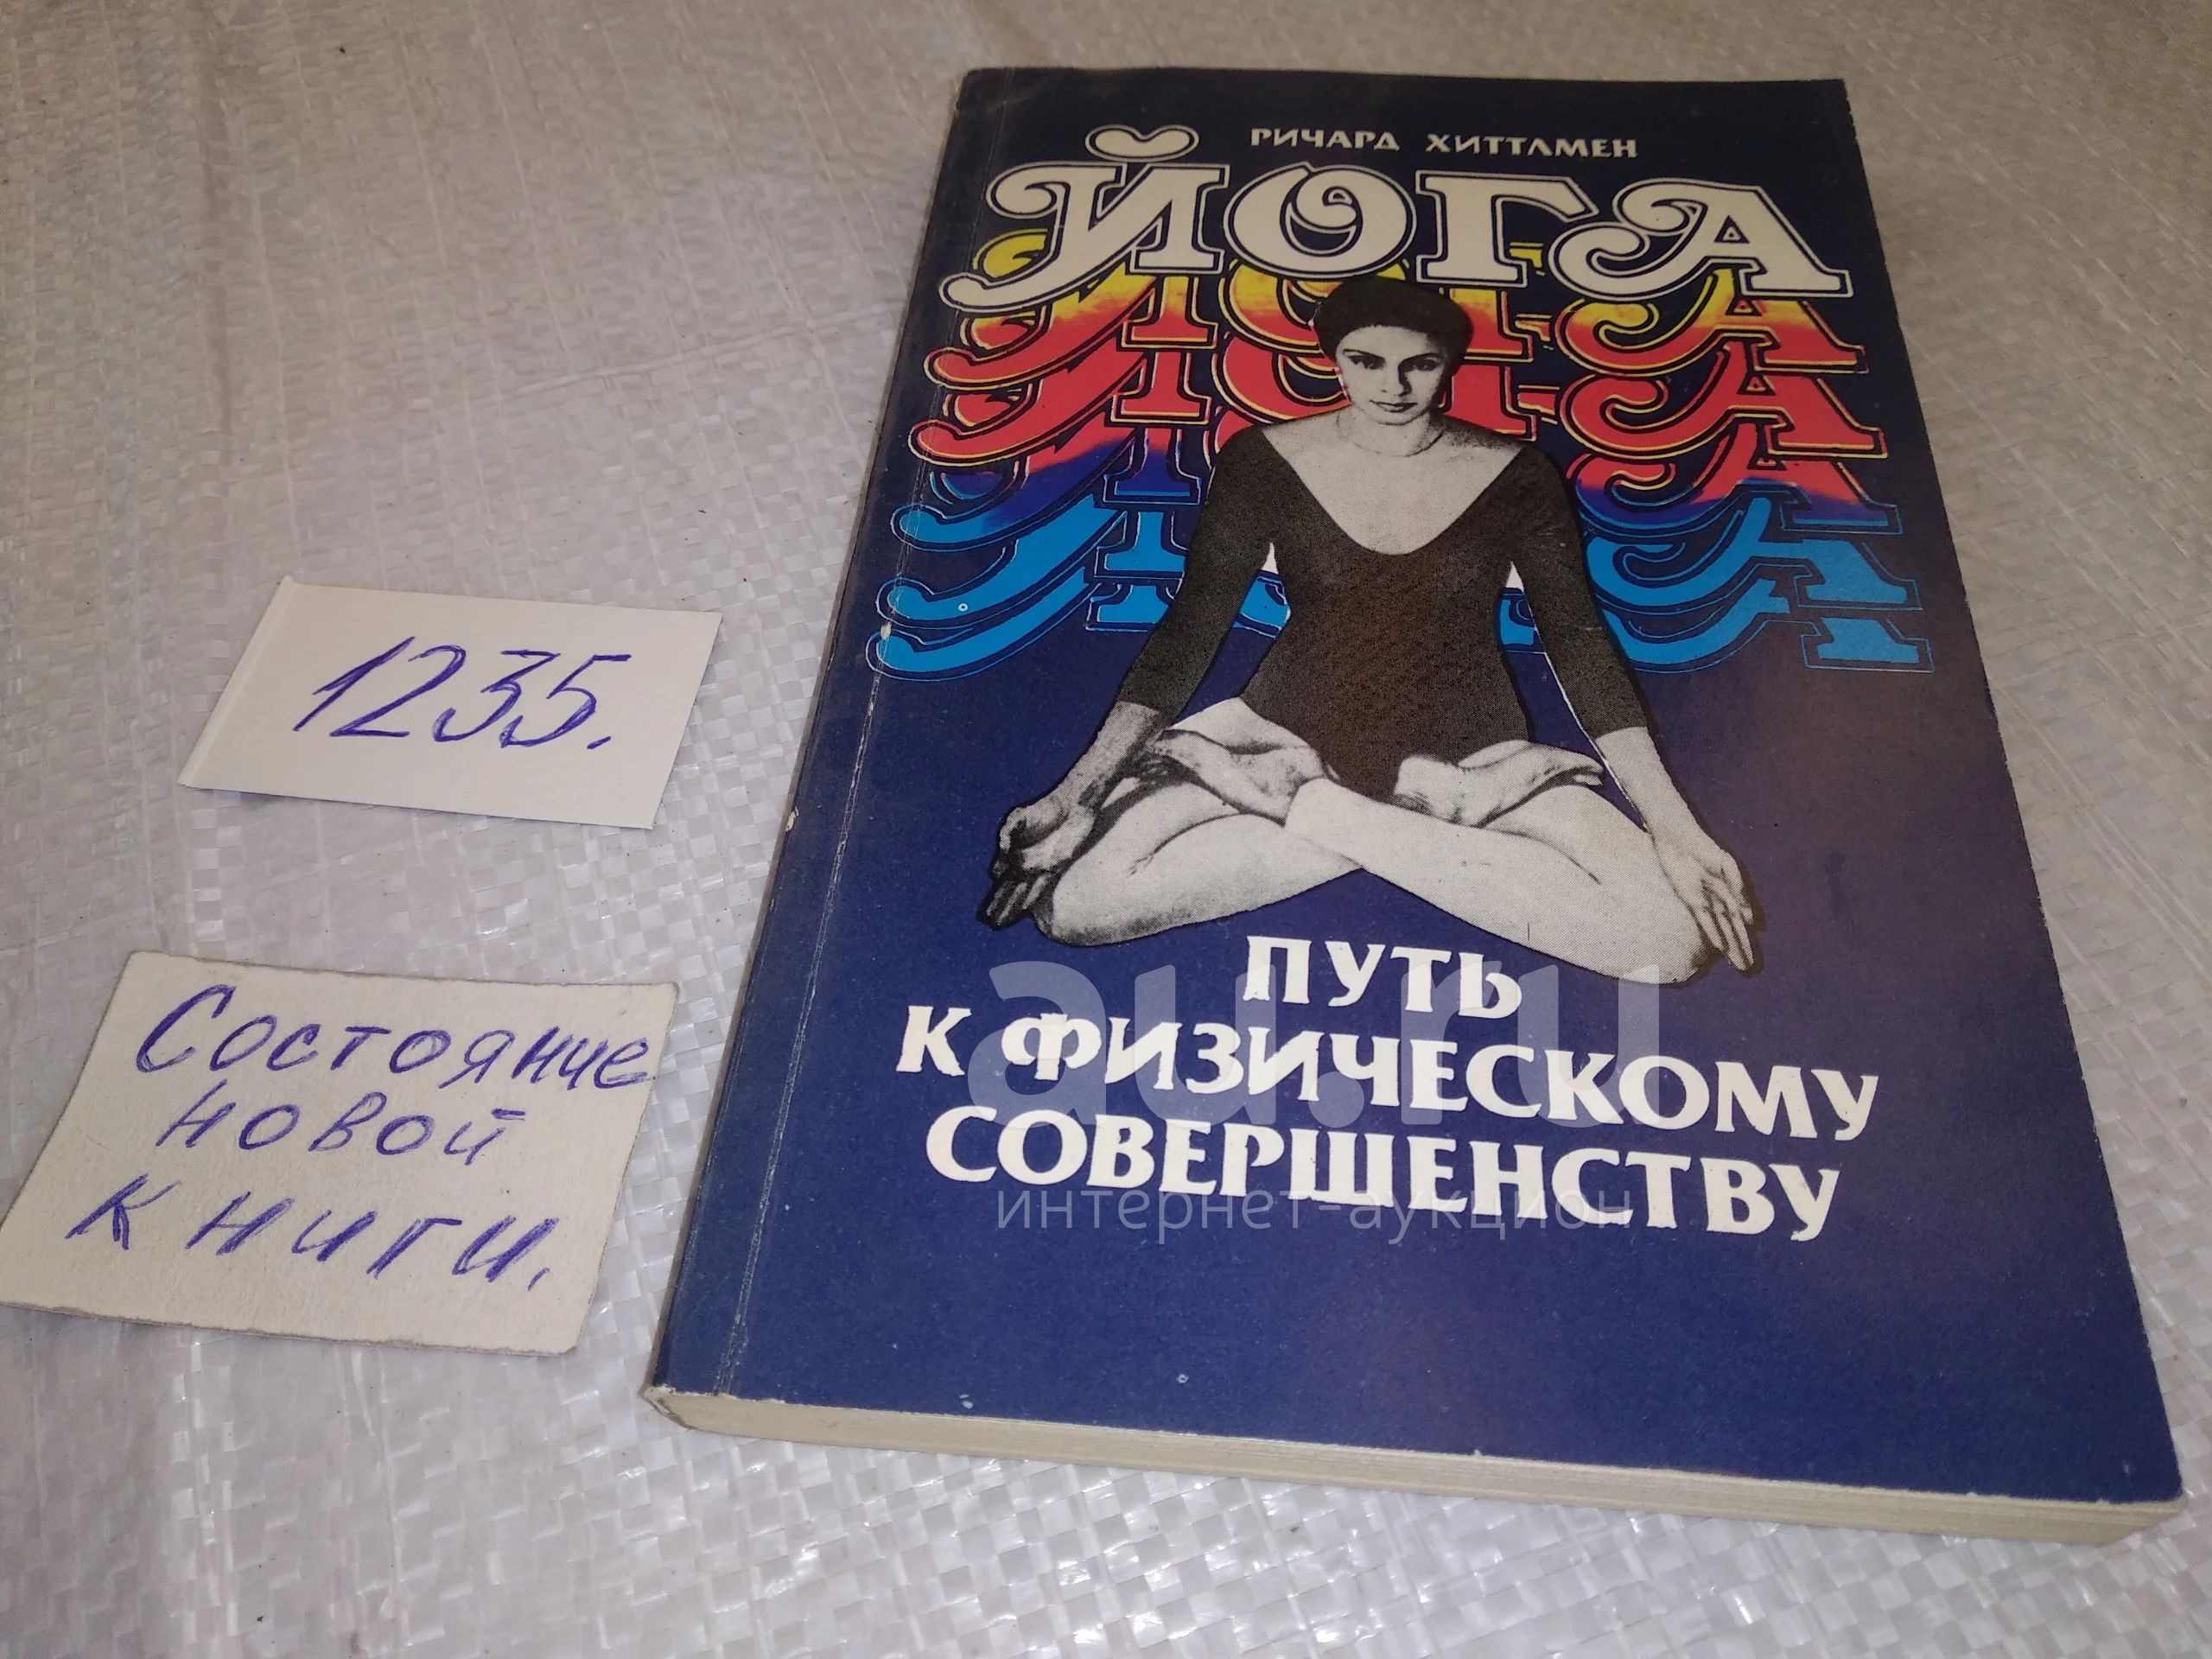 РИЧАРД ХИТТЛМЕН
ЙОГА
ПУТЬ
К ФИЗИЧЕСКОМУ
СОВЕРШЕНСТВУ
1235.
Состояние
новой
книги.
au.ru
интернет-аукцион